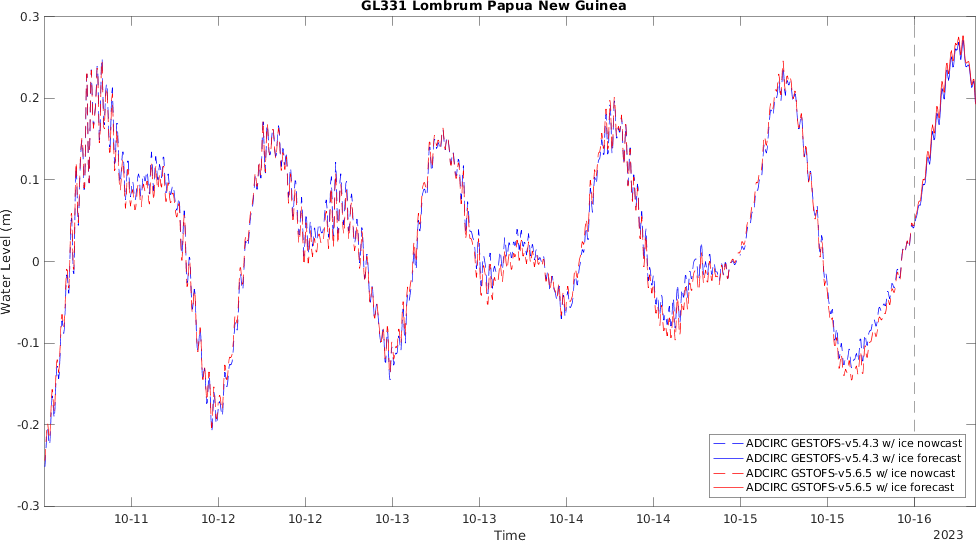 GL331 Lombrum Papua New Guinea
Water Level (m)
0.3
0.2
0.1
0
-0.1
-0.2
-0.3
10-11
10-12
10-12
10-13
10-13
10-14
10-14
10-15
10-15
10-16
Time
2023
ADCIRC GESTOFS-v5.4.3 w/ ice nowcast
ADCIRC GESTOFS-v5.4.3 w/ ice forecast
ADCIRC GSTOFS-v5.6.5 w/ ice nowcast
ADCIRC GSTOFS-v5.6.5 w/ ice forecast